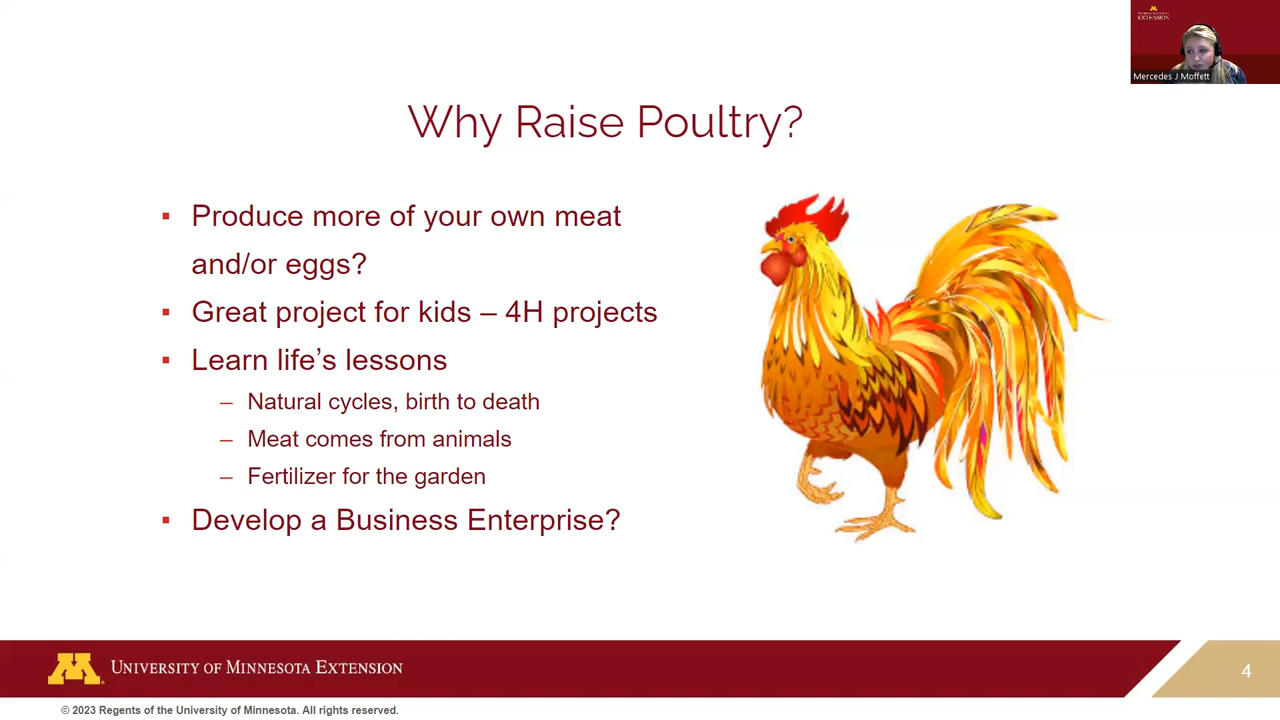 EXTENSION
Mercedes J Moffett
Why Raise Poultry?
▪ Produce more of your own meat
and/or eggs?
▪ Great project for kids – 4H projects
▪ Learn life’s lessons
– Natural cycles, birth to death
– Meat comes from animals
– Fertilizer for the garden
▪ Develop a Business Enterprise?
M UNIVERSITY OF MINNESOTA EXTENSION
4
© 2023 Regents of the University of Minnesota. All rights reserved.